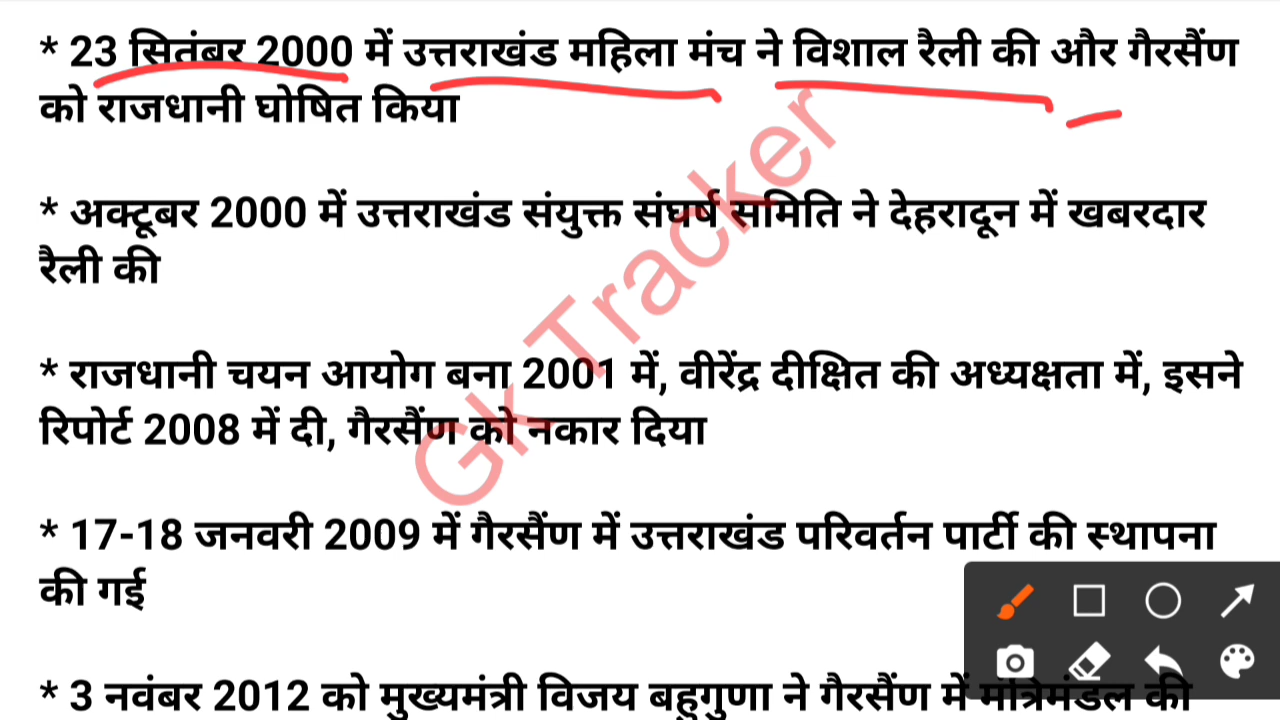 * 23 सितंबर 2000 में उत्तराखंड महिला मंच ने विशाल रैली की और गैरसैंण
को राजधानी घोषित किया
* अक्टूबर 2000 में उत्तराखंड संयुक्त संघर्ष समिति ने देहरादून में खबरदार
रैली की
* राजधानी चयन आयोग बना 2001 में, वीरेंद्र दीक्षित की अध्यक्षता में, इसने
रिपोर्ट 2008 में दी, गैरसैंण को नकार दिया
* 17-18 जनवरी 2009 में गैरसैंण में उत्तराखंड परिवर्तन पार्टी की स्थापना
की गई
* 3 नवंबर 2012 को मुख्यमंत्री विजय बहुगुणा ने गैरसैंण में मंत्रिमंडल की
Gk Tracker